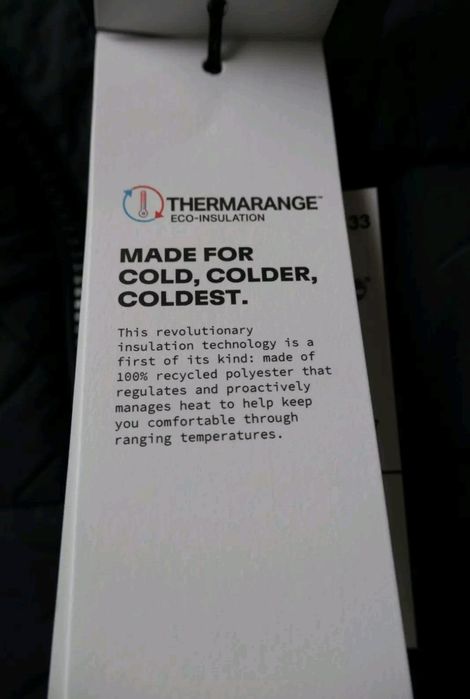 THERMARANGE™
ECO-INSULATION
MADE FOR
COLD, COLDER,
COLDEST.
This revolutionary
insulation technology is a
first of its kind: made of
100% recycled polyester that
regulates and proactively
manages heat to help keep
you comfortable through
ranging temperatures.
33